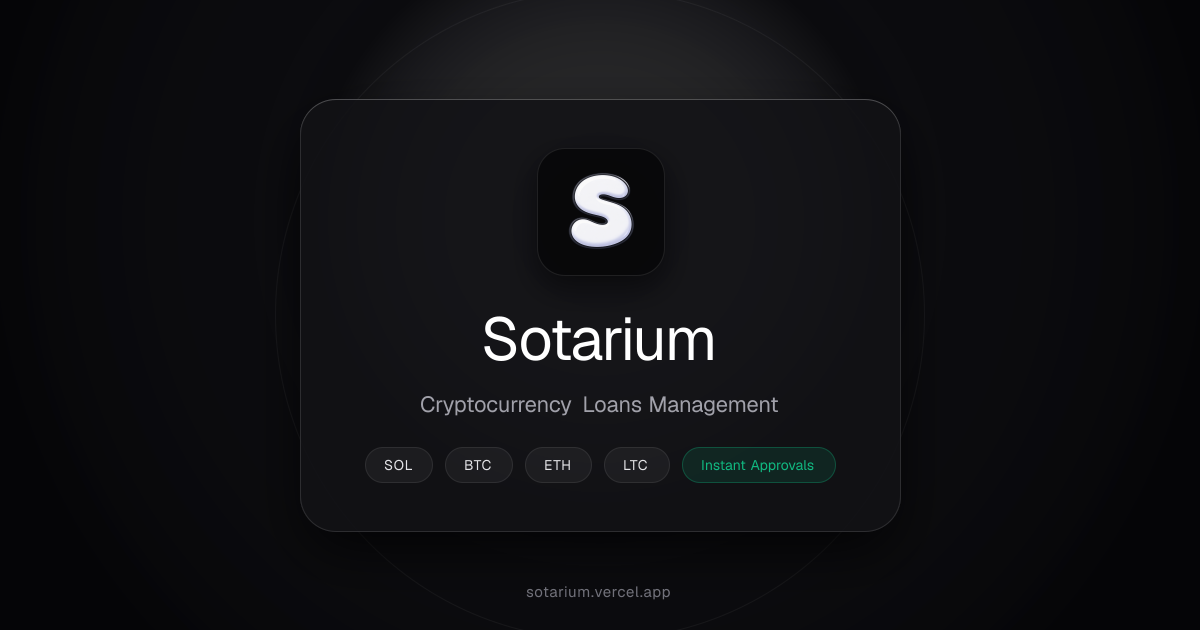 S
Sotarium
Cryptocurrency Loans Management
SOL BTC ETH LTC Instant Approvals
sotarium.vercel.app